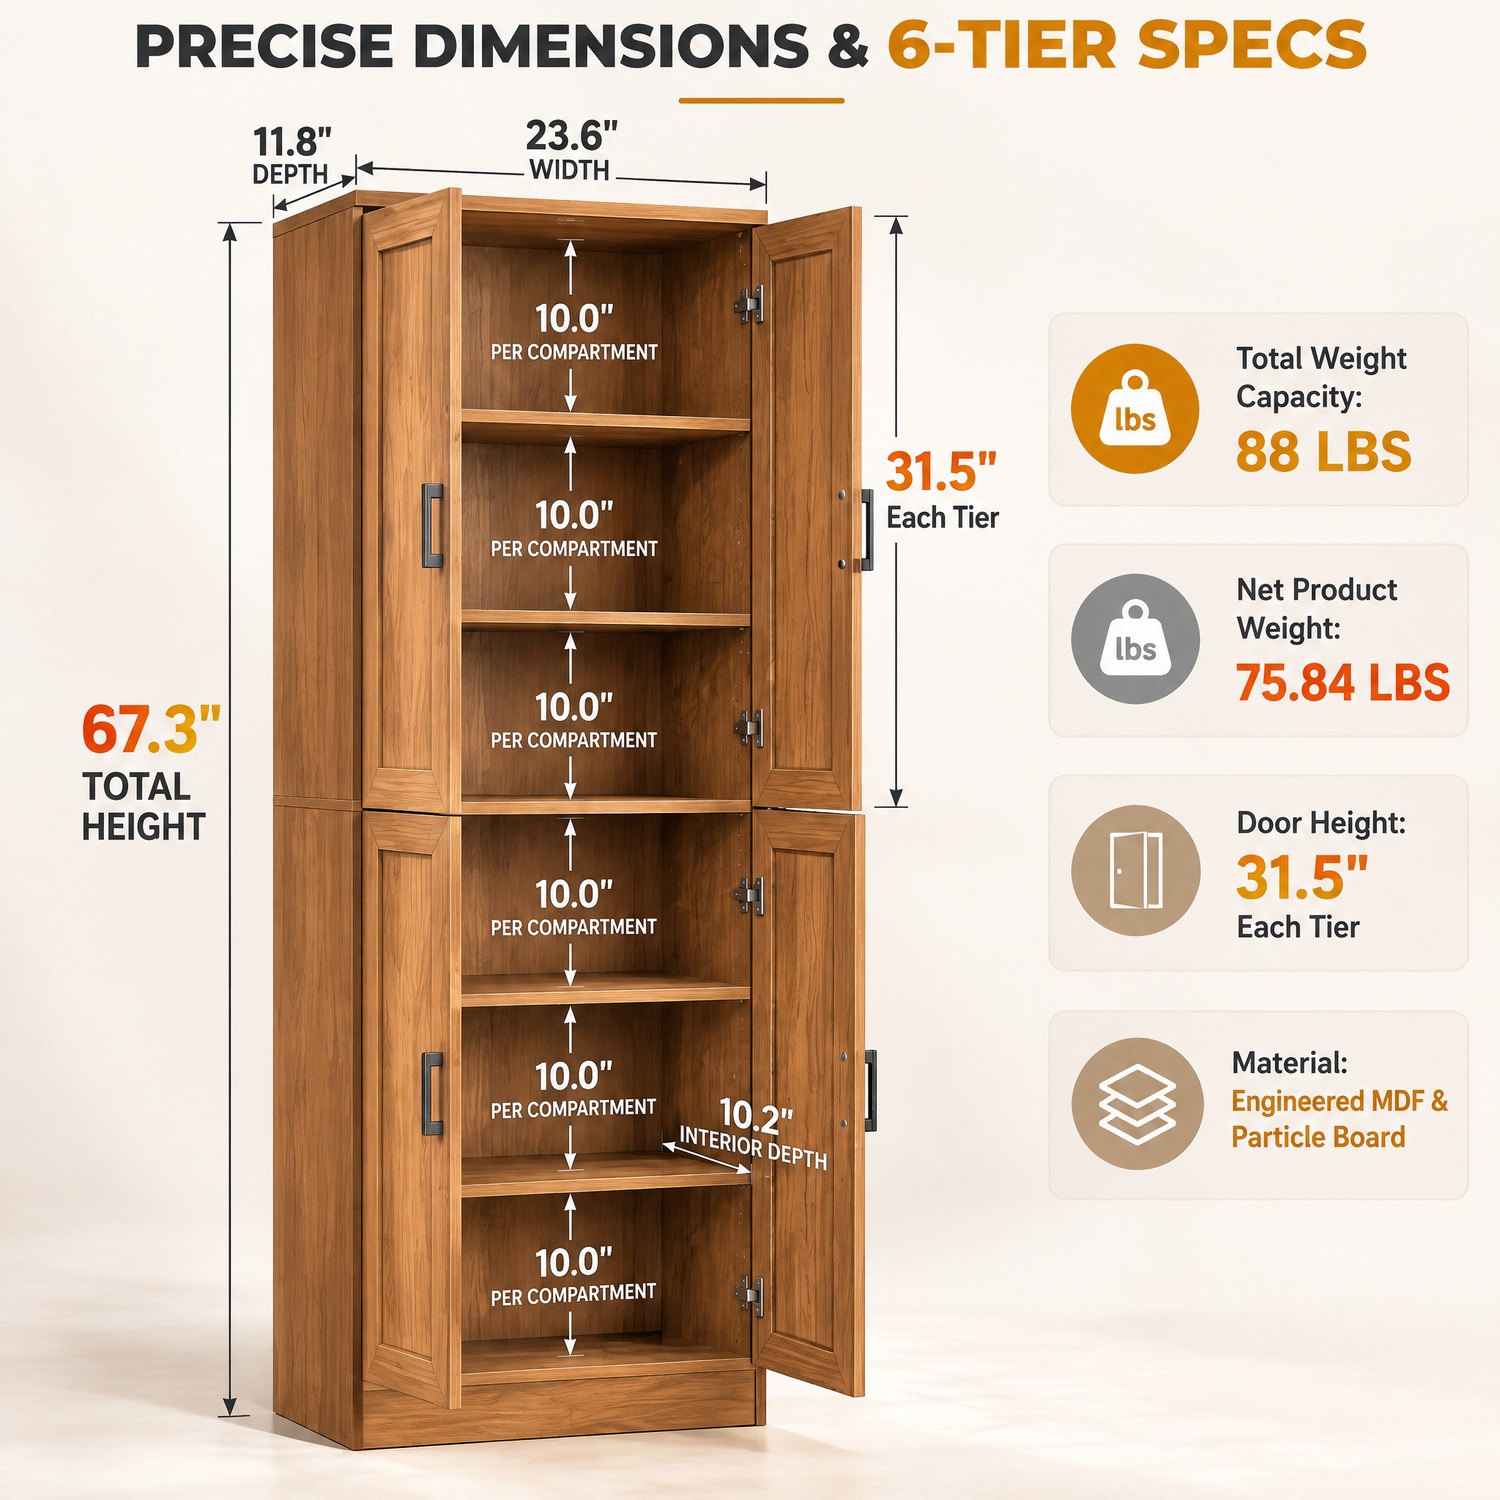 PRECISE DIMENSIONS & 6-TIER SPECS
11.8"
DEPTH
23.6"
WIDTH
10.0"
PER COMPARTMENT
10.0"
PER COMPARTMENT
10.0"
PER COMPARTMENT
10.0"
PER COMPARTMENT
10.0"
PER COMPARTMENT
10.2"
INTERIOR DEPTH
10.0"
PER COMPARTMENT
67.3"
TOTAL
HEIGHT
31.5"
Each Tier
lbs
Total Weight
Capacity:
88 LBS
lbs
Net Product
Weight:
75.84 LBS
Door Height:
31.5"
Each Tier
Material:
Engineered MDF &
Particle Board